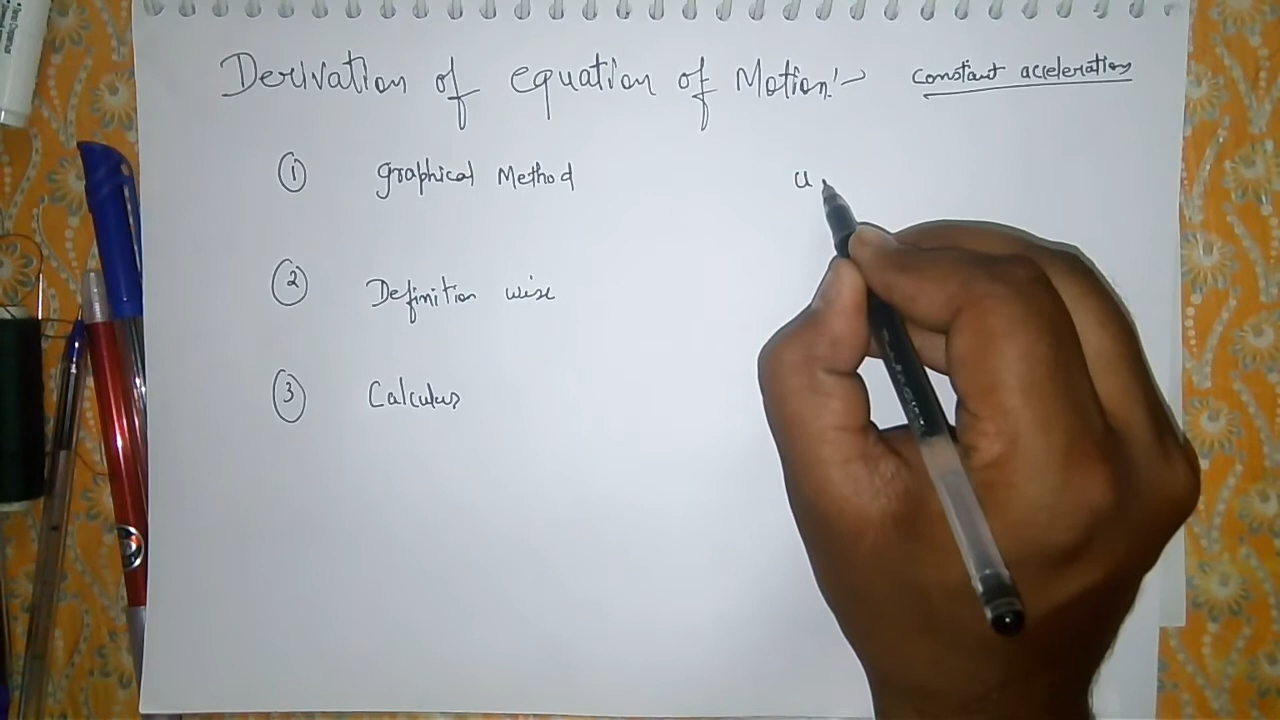 Derivation of equation of Motion:- constant acceleration
① graphical Method u
② Definition wise
③ Calculus